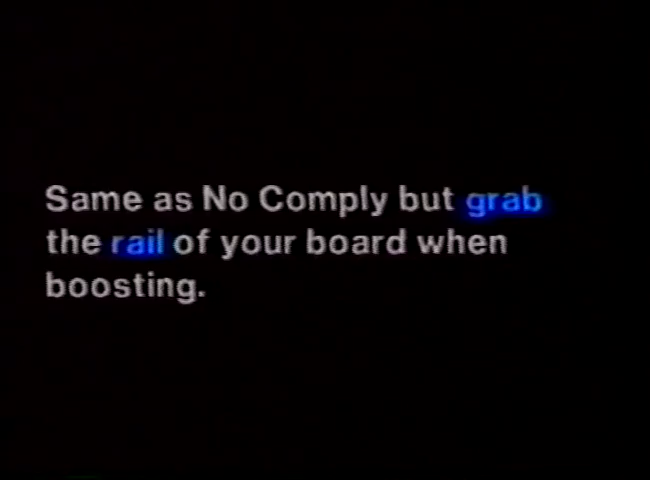 Same as No Comply but grab
the rail of your board when
boosting.